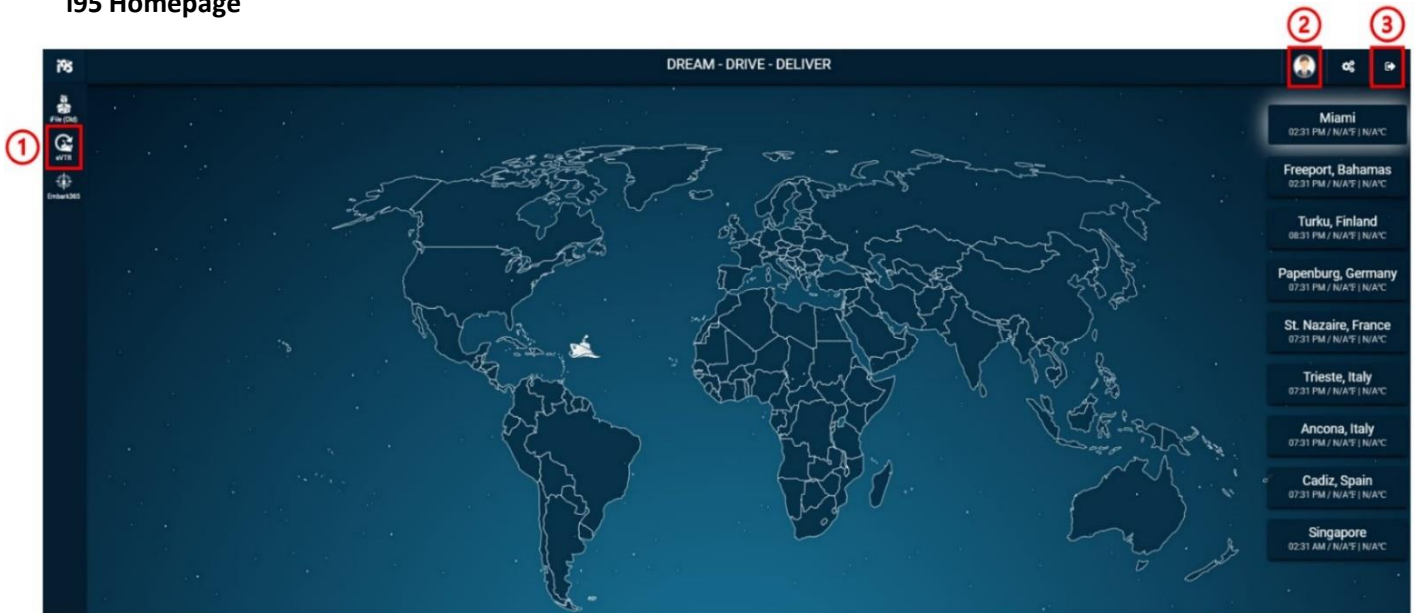 i95 Homepage
2
3
i95
DREAM - DRIVE - DELIVER
iFile (Old)
1
eVTR
Embark365
Miami
02:31 PM / N/A°F | N/A°C
Freeport, Bahamas
02:31 PM / N/A°F | N/A°C
Turku, Finland
08:31 PM / N/A°F | N/A°C
Papenburg, Germany
07:31 PM / N/A°F | N/A°C
St. Nazaire, France
07:31 PM / N/A°F | N/A°C
Trieste, Italy
07:31 PM / N/A°F | N/A°C
Ancona, Italy
07:31 PM / N/A°F | N/A°C
Cadiz, Spain
07:31 PM / N/A°F | N/A°C
Singapore
02:31 AM / N/A°F | N/A°C